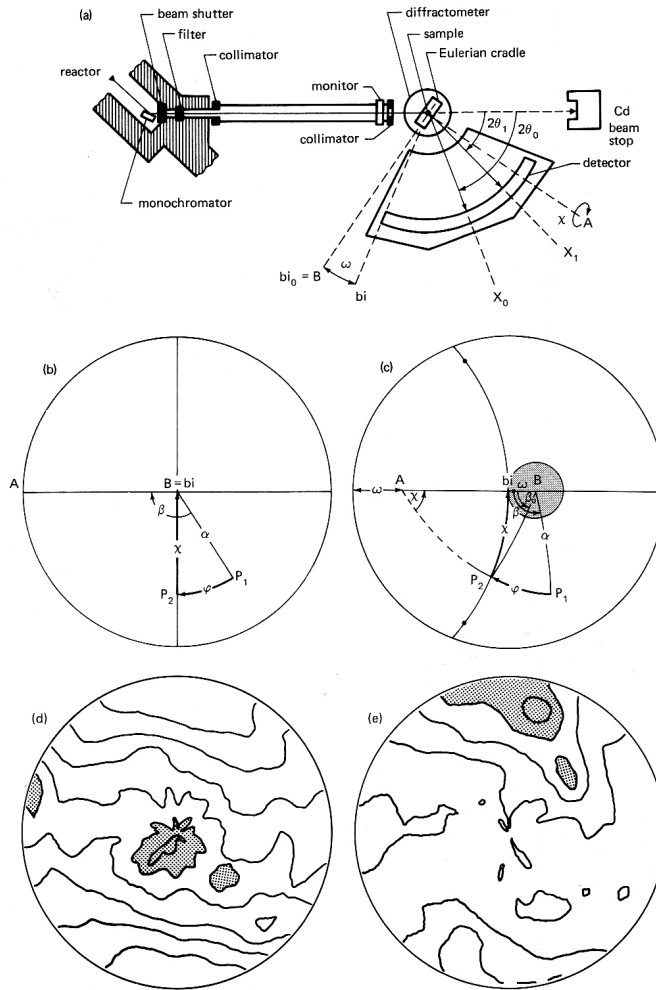 (a)
beam shutter
filter
collimator
reactor
monochromator
monitor
collimator
diffractometer
sample
Eulerian cradle
2θ₁
2θ₀
Cd
beam
stop
detector
χ
A
X₁
X₀
ω
bi₀ = B
bi
(b)
A
B = bi
β
α
χ
P₁
φ
P₂
(c)
ω
A
χ
bi
B
ω
β₀
β
χ
α
P₂
φ
P₁
(d)
(e)